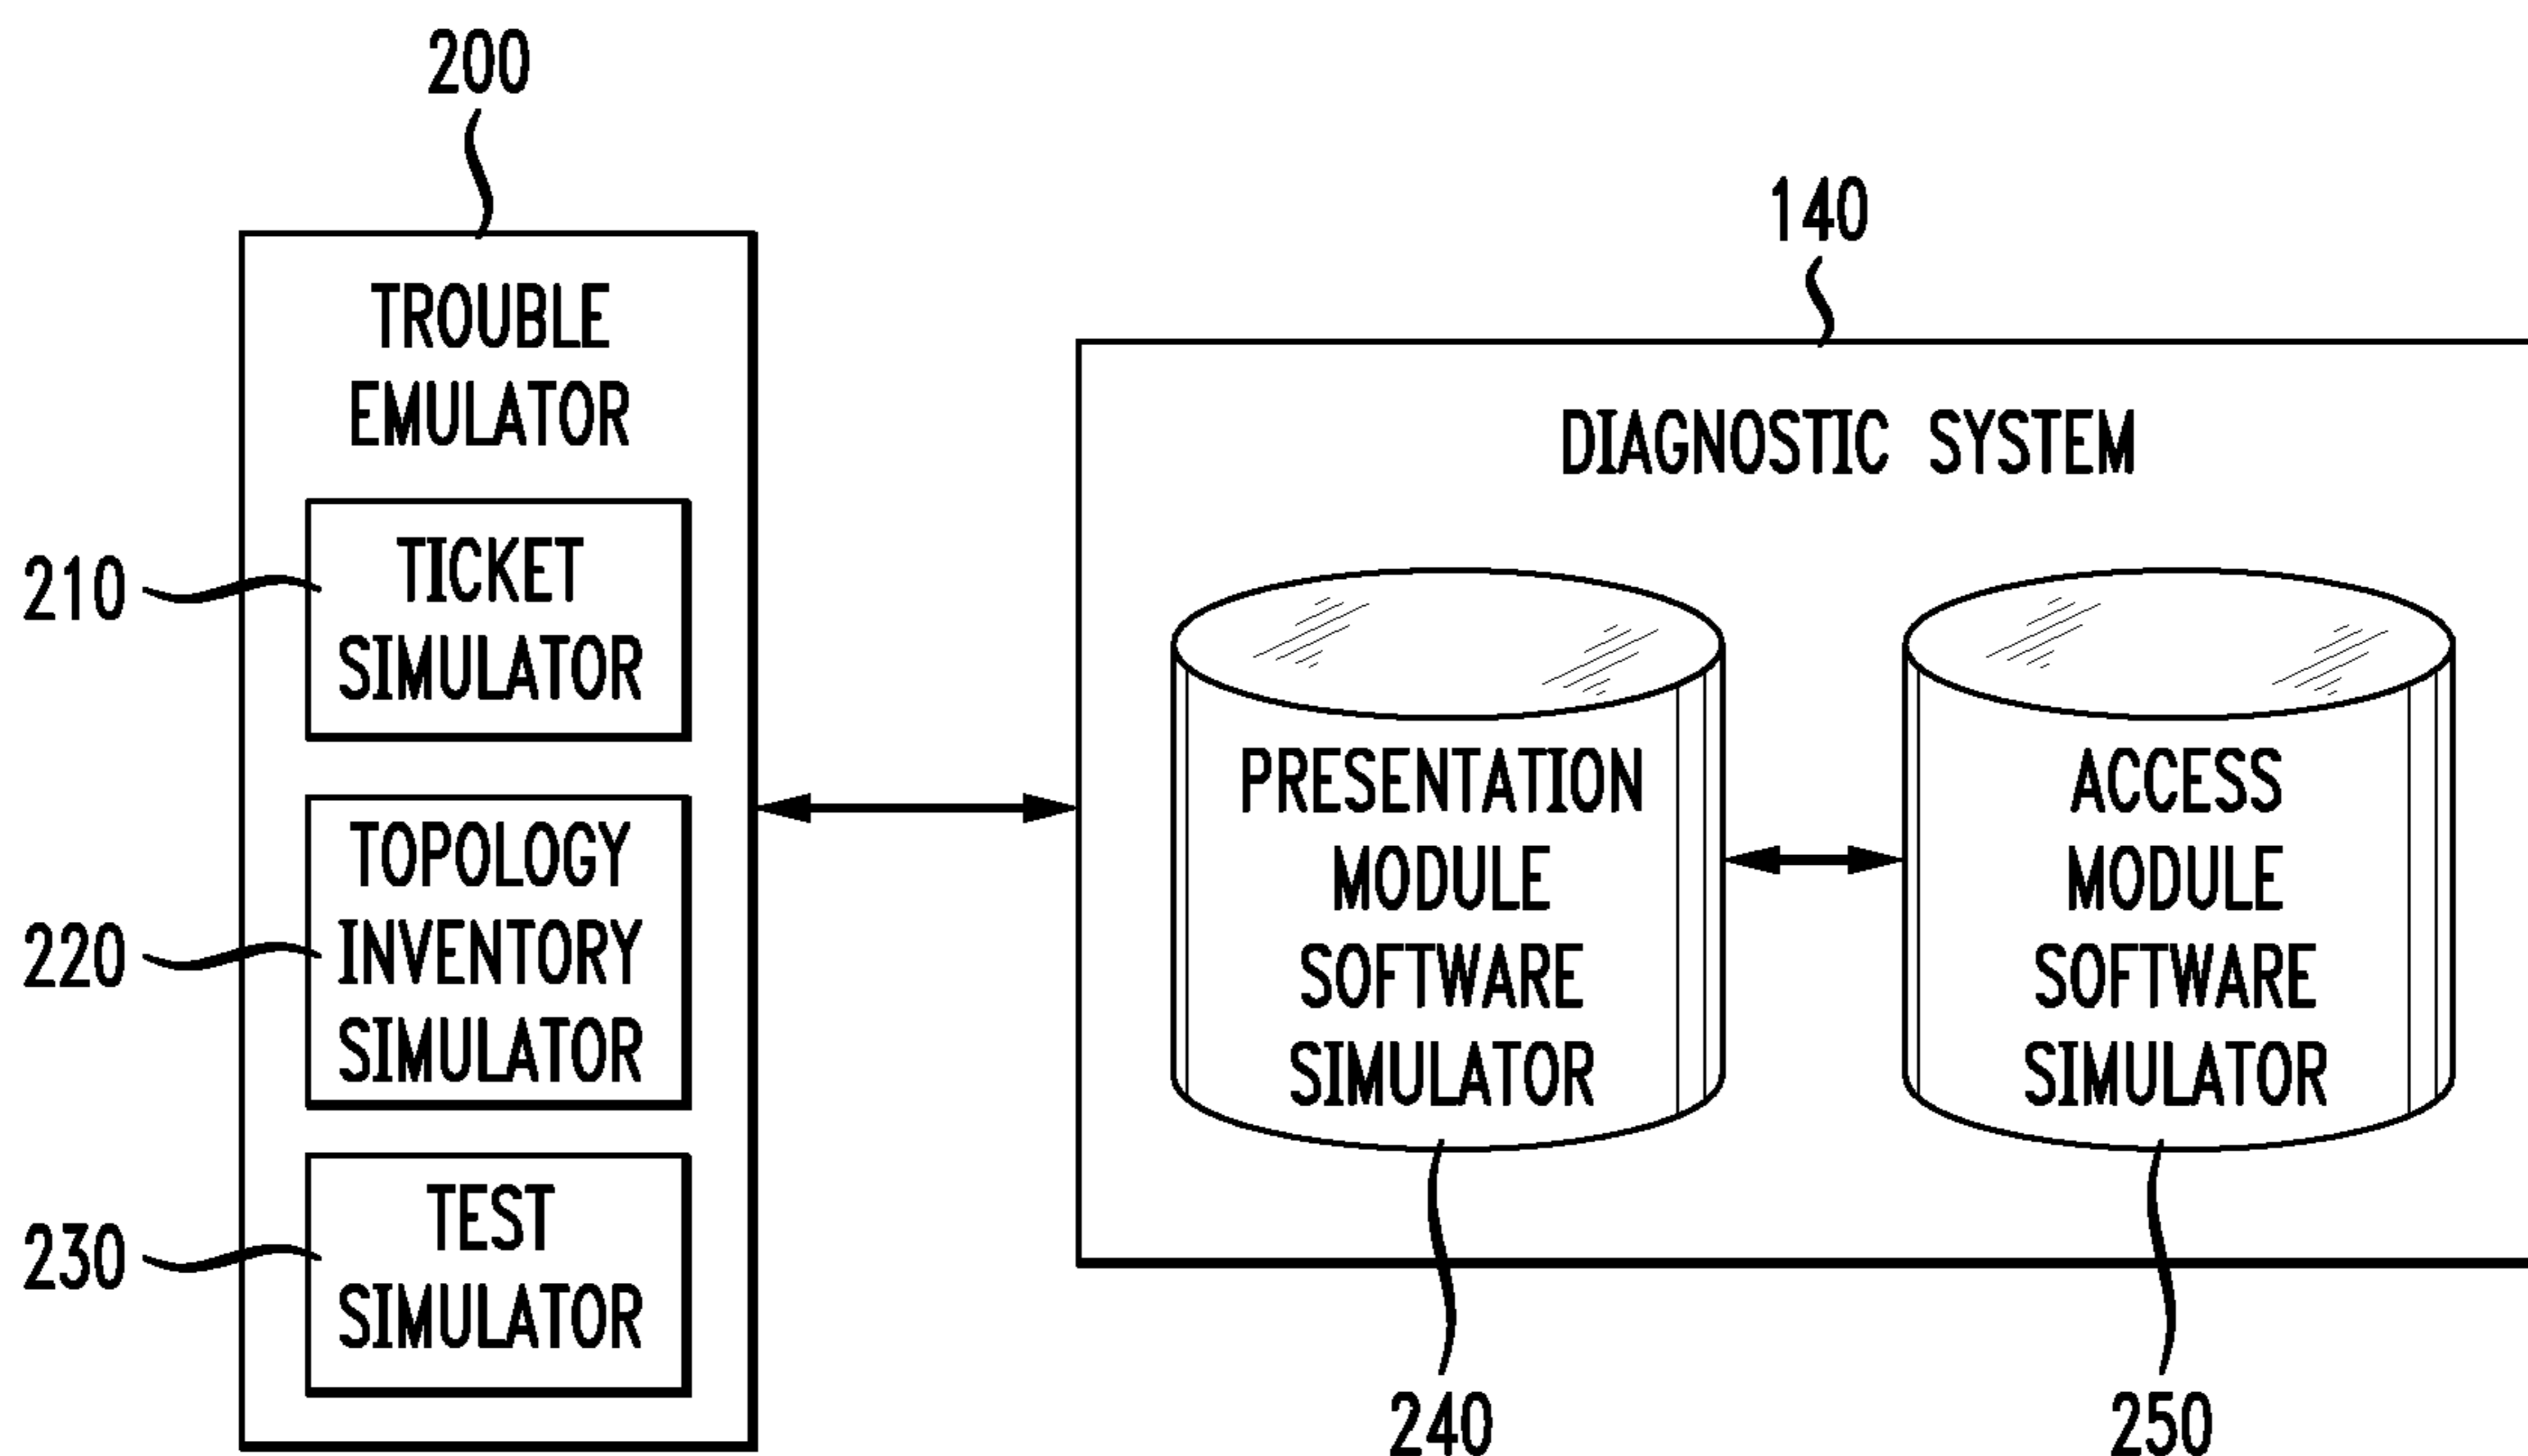 200
TROUBLE
EMULATOR
210
TICKET
SIMULATOR
220
TOPOLOGY
INVENTORY
SIMULATOR
230
TEST
SIMULATOR
140
DIAGNOSTIC SYSTEM
PRESENTATION
MODULE
SOFTWARE
SIMULATOR
240
ACCESS
MODULE
SOFTWARE
SIMULATOR
250